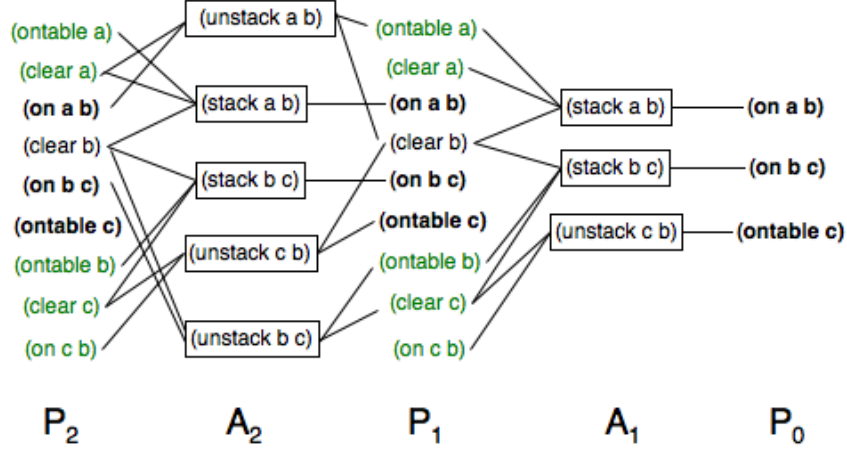 (ontable a)
(clear a)
(on a b)
(clear b)
(on b c)
(ontable c)
(ontable b)
(clear c)
(on c b)
P2
(unstack a b)
(stack a b)
(stack b c)
(unstack c b)
(unstack b c)
A2
(ontable a)
(clear a)
(on a b)
(clear b)
(on b c)
(ontable c)
(ontable b)
(clear c)
(on c b)
P1
(stack a b)
(stack b c)
(unstack c b)
A1
(on a b)
(on b c)
(ontable c)
P0